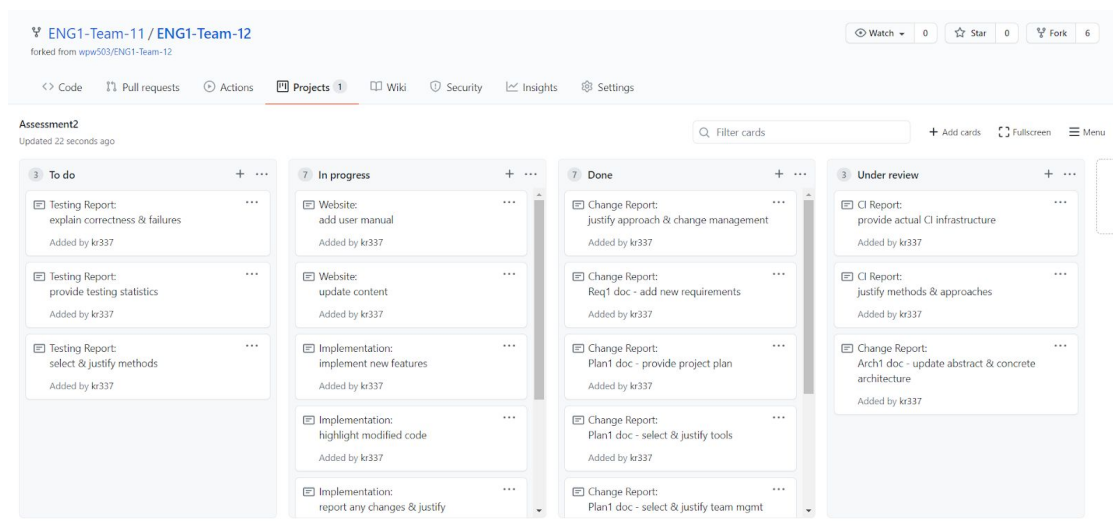 ENG1-Team-11 / ENG1-Team-12
forked from wpw503/ENG1-Team-12
Watch 0 Star 0 Fork 6
Code Pull requests Actions Projects 1 Wiki Security Insights Settings
Assessment2
Updated 22 seconds ago
Filter cards
Add cards Fullscreen Menu
3 To do
Testing Report:
explain correctness & failures
Added by kr337
Testing Report:
provide testing statistics
Added by kr337
Testing Report:
select & justify methods
Added by kr337
7 In progress
Website:
add user manual
Added by kr337
Website:
update content
Added by kr337
Implementation:
implement new features
Added by kr337
Implementation:
highlight modified code
Added by kr337
Implementation:
report any changes & justify
7 Done
Change Report:
justify approach & change management
Added by kr337
Change Report:
Req1 doc - add new requirements
Added by kr337
Change Report:
Plan1 doc - provide project plan
Added by kr337
Change Report:
Plan1 doc - select & justify tools
Added by kr337
Change Report:
Plan1 doc - select & justify team mgmt
3 Under review
CI Report:
provide actual CI infrastructure
Added by kr337
CI Report:
justify methods & approaches
Added by kr337
Change Report:
Arch1 doc - update abstract & concrete
architecture
Added by kr337